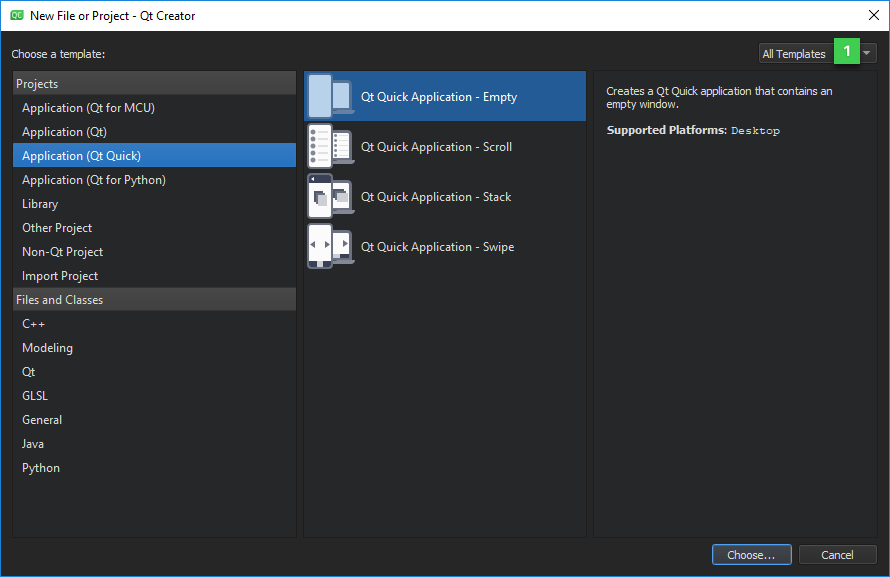 QC New File or Project - Qt Creator
Choose a template:
All Templates 1
Projects
Application (Qt for MCU)
Application (Qt)
Application (Qt Quick)
Application (Qt for Python)
Library
Other Project
Non-Qt Project
Import Project
Files and Classes
C++
Modeling
Qt
GLSL
General
Java
Python
Qt Quick Application - Empty
Qt Quick Application - Scroll
Qt Quick Application - Stack
Qt Quick Application - Swipe
Creates a Qt Quick application that contains an
empty window.
Supported Platforms: Desktop
Choose...
Cancel